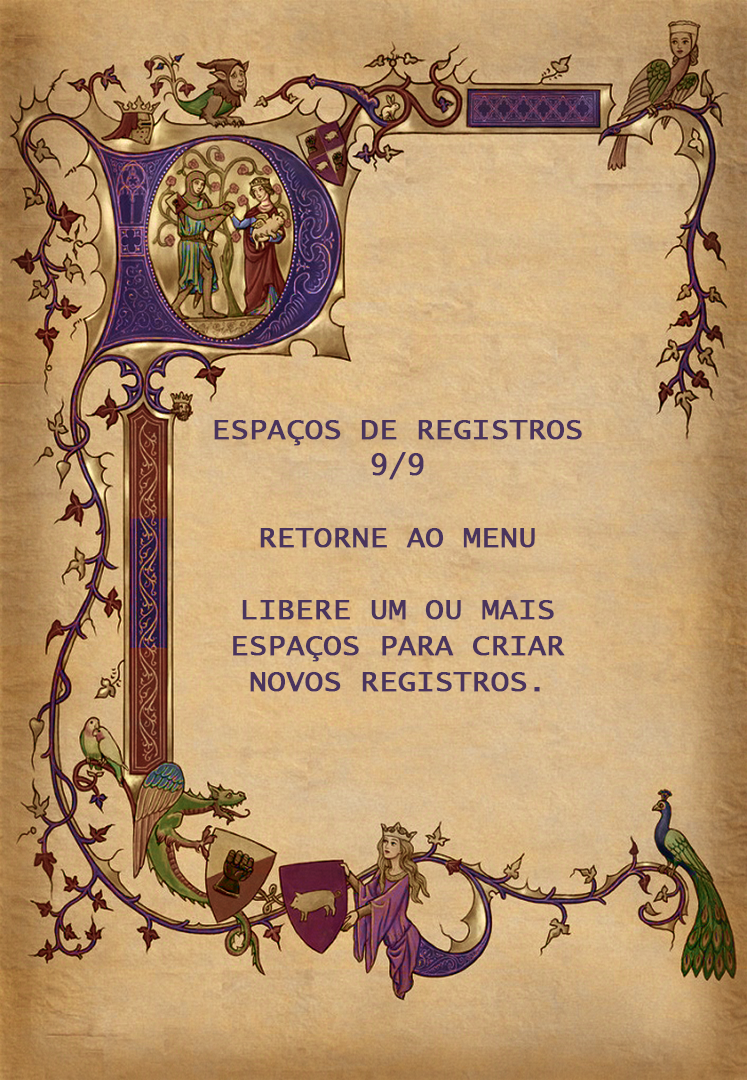 ESPAÇOS DE REGISTROS
9/9
RETORNE AO MENU
LIBERE UM OU MAIS
ESPAÇOS PARA CRIAR
NOVOS REGISTROS.